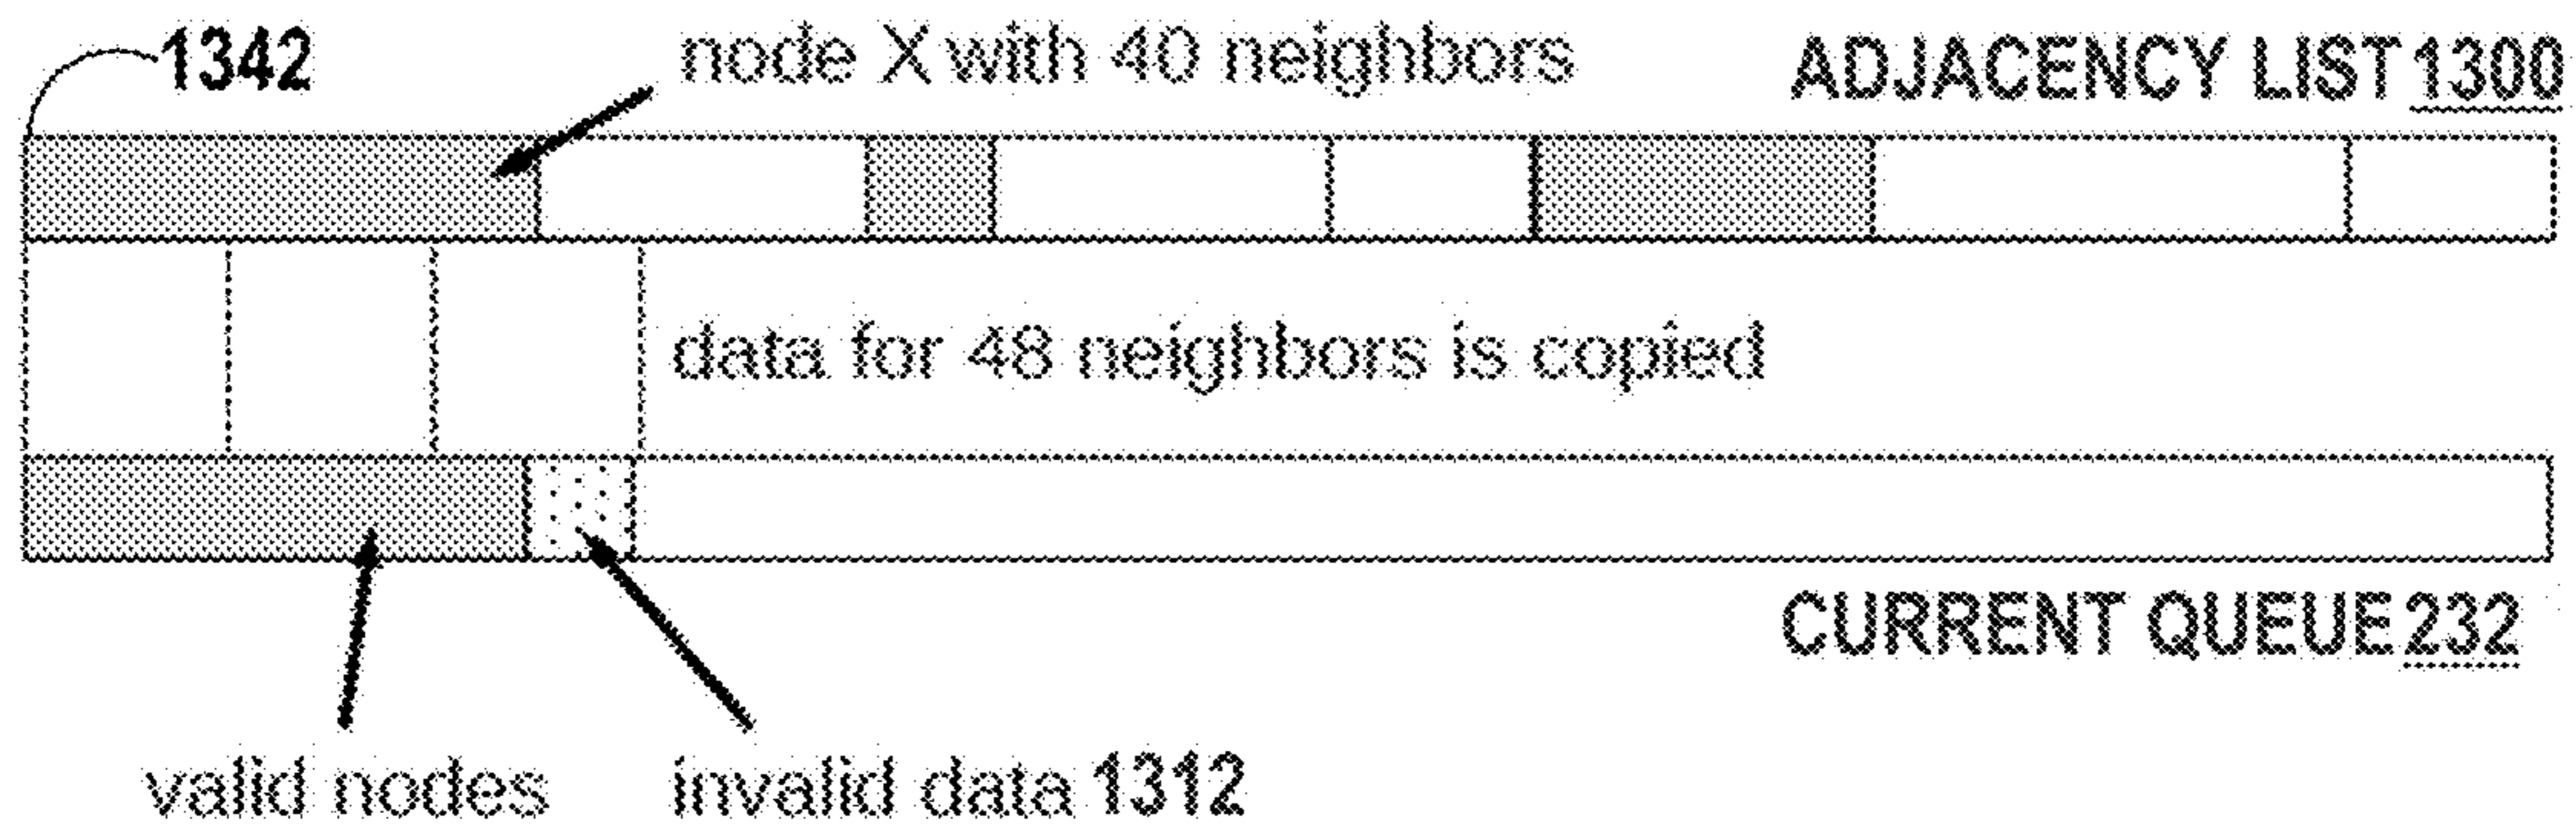 1342
node X with 40 neighbors
ADJACENCY LIST 1300
data for 48 neighbors is copied
CURRENT QUEUE 232
valid nodes
invalid data 1312